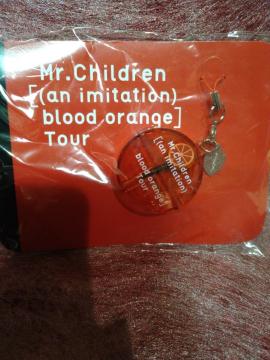 Mr.Children
[(an imitation)
blood orange]
Tour
Mr.Children
[(an imitation)
blood orange]
Tour